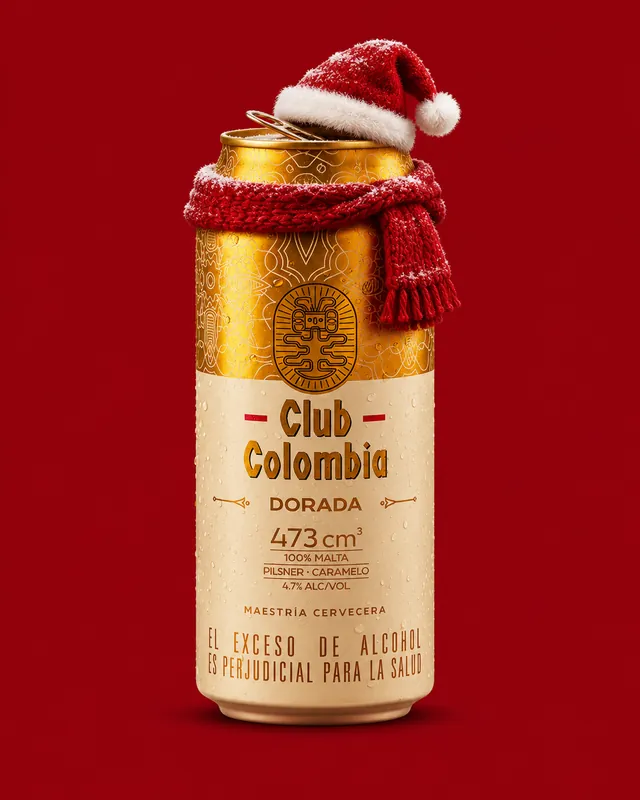 Club
Colombia
DORADA
473 cm³
100% MALTA
PILSNER · CARAMELO
4.7% ALC/VOL
MAESTRÍA CERVECERA
EL EXCESO DE ALCOHOL
ES PERJUDICIAL PARA LA SALUD